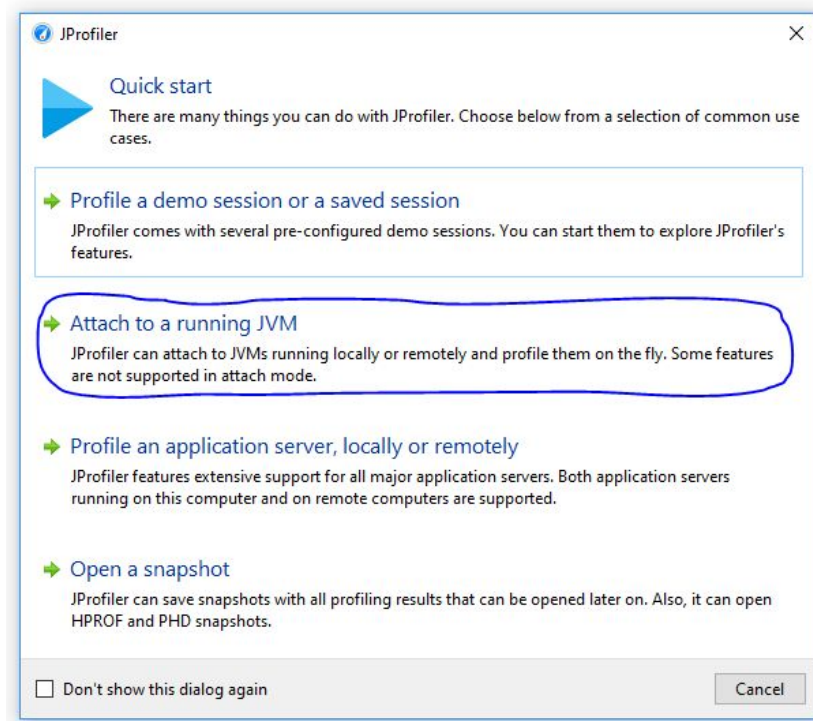 JProfiler
Quick start
There are many things you can do with JProfiler. Choose below from a selection of common use
cases.
Profile a demo session or a saved session
JProfiler comes with several pre-configured demo sessions. You can start them to explore JProfiler's
features.
Attach to a running JVM
JProfiler can attach to JVMs running locally or remotely and profile them on the fly. Some features
are not supported in attach mode.
Profile an application server, locally or remotely
JProfiler features extensive support for all major application servers. Both application servers
running on this computer and on remote computers are supported.
Open a snapshot
JProfiler can save snapshots with all profiling results that can be opened later on. Also, it can open
HPROF and PHD snapshots.
Don't show this dialog again
Cancel